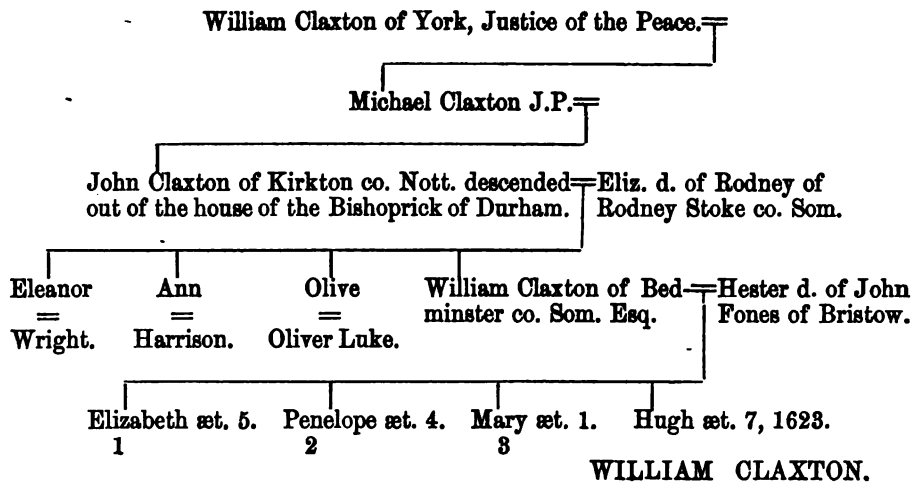 William Claxton of York, Justice of the Peace.=
Michael Claxton J.P.=
John Claxton of Kirkton co. Nott. descended=Eliz. d. of Rodney of
out of the house of the Bishoprick of Durham. Rodney Stoke co. Som.
Eleanor Ann Olive William Claxton of Bed-=Hester d. of John
= = = minster co. Som. Esq. Fones of Bristow.
Wright. Harrison. Oliver Luke.
Elizabeth æt. 5. Penelope æt. 4. Mary æt. 1. Hugh æt. 7, 1623.
1 2 3
WILLIAM CLAXTON.